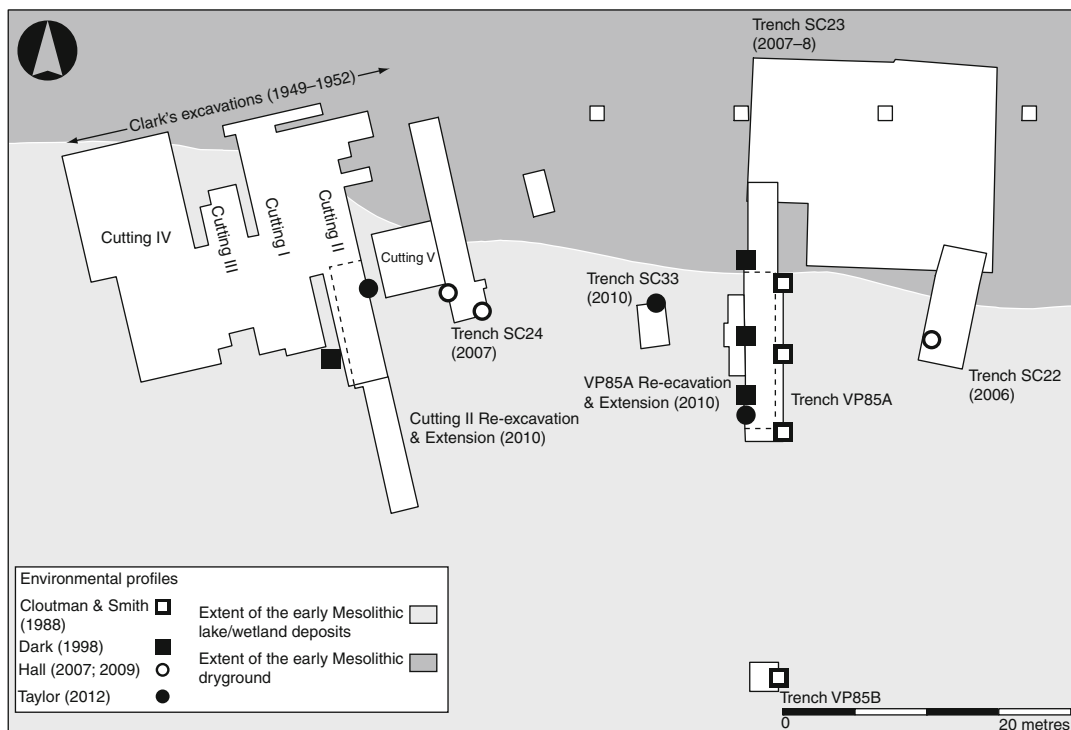 Trench SC23
(2007–8)
Clark's excavations (1949–1952)
Cutting IV
Cutting III
Cutting I
Cutting II
Cutting V
Trench SC24
(2007)
Trench SC33
(2010)
VP85A Re-ecavation
& Extension (2010)
Trench VP85A
Trench SC22
(2006)
Cutting II Re-excavation
& Extension (2010)
Environmental profiles
Cloutman & Smith
(1988)
Dark (1998)
Hall (2007; 2009)
Taylor (2012)
Extent of the early Mesolithic
lake/wetland deposits
Extent of the early Mesolithic
dryground
Trench VP85B
0
20 metres